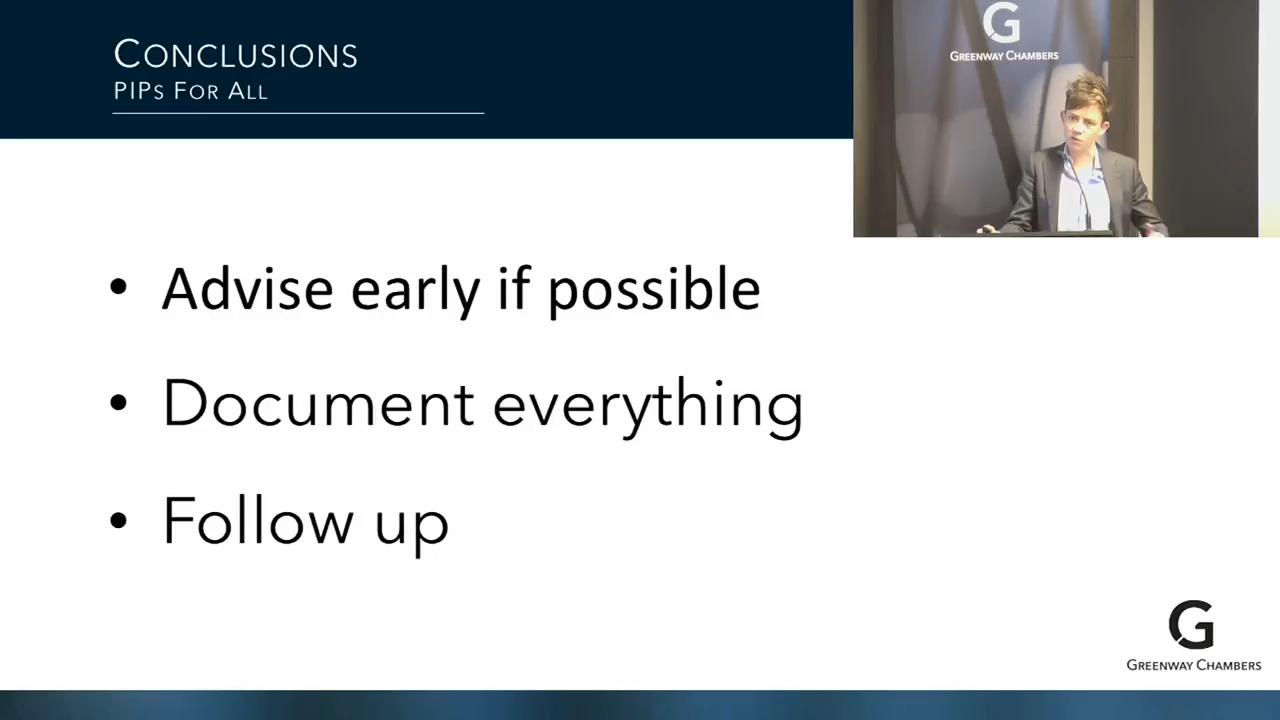 CONCLUSIONS
PIPS FOR ALL
G
GREENWAY CHAMBERS
• Advise early if possible
• Document everything
• Follow up
G
GREENWAY CHAMBERS